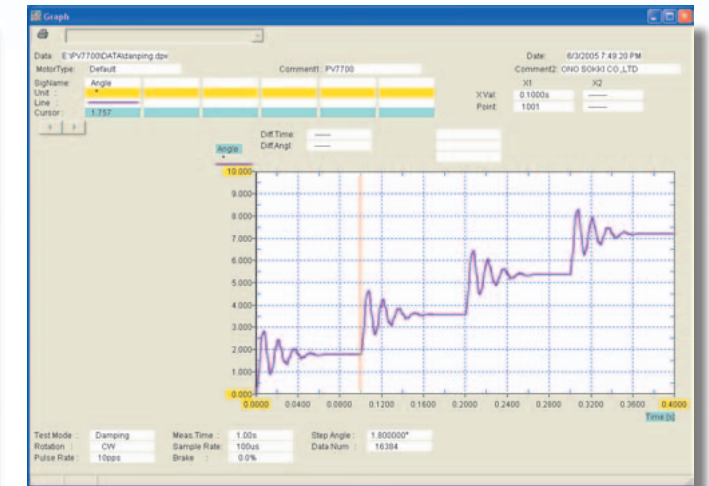 Graph
Data: E:\PV7700\DATA\danping.dpv
Date: 8/3/2005 7:49:20 PM
MotorType: Default Comment1: PV7700 Comment2: ONO SOKKI CO.,LTD
SigName: Angle X1 X2
Unit : ° XVal: 0.1000s -----
Line : Point: 1001 -----
Cursor : 1.757
Diff.Time: -----
Diff.Angl: -----
Angle
°
10.000
9.000
8.000
7.000
6.000
5.000
4.000
3.000
2.000
1.000
0.000
0.0000 0.0400 0.0800 0.1200 0.1600 0.2000 0.2400 0.2800 0.3200 0.3600 0.4000
Time [s]
Test Mode : Damping Meas.Time : 1.00s Step Angle : 1.800000°
Rotation : CW Sample Rate: 100us Data Num : 16384
Pulse Rate : 10pps Brake : 0.0%